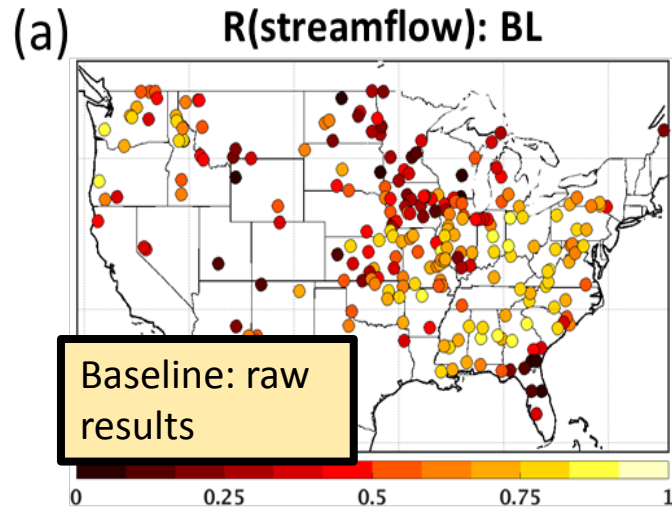 (a)
R(streamflow): BL
Baseline: raw
results
0 0.25 0.5 0.75 1